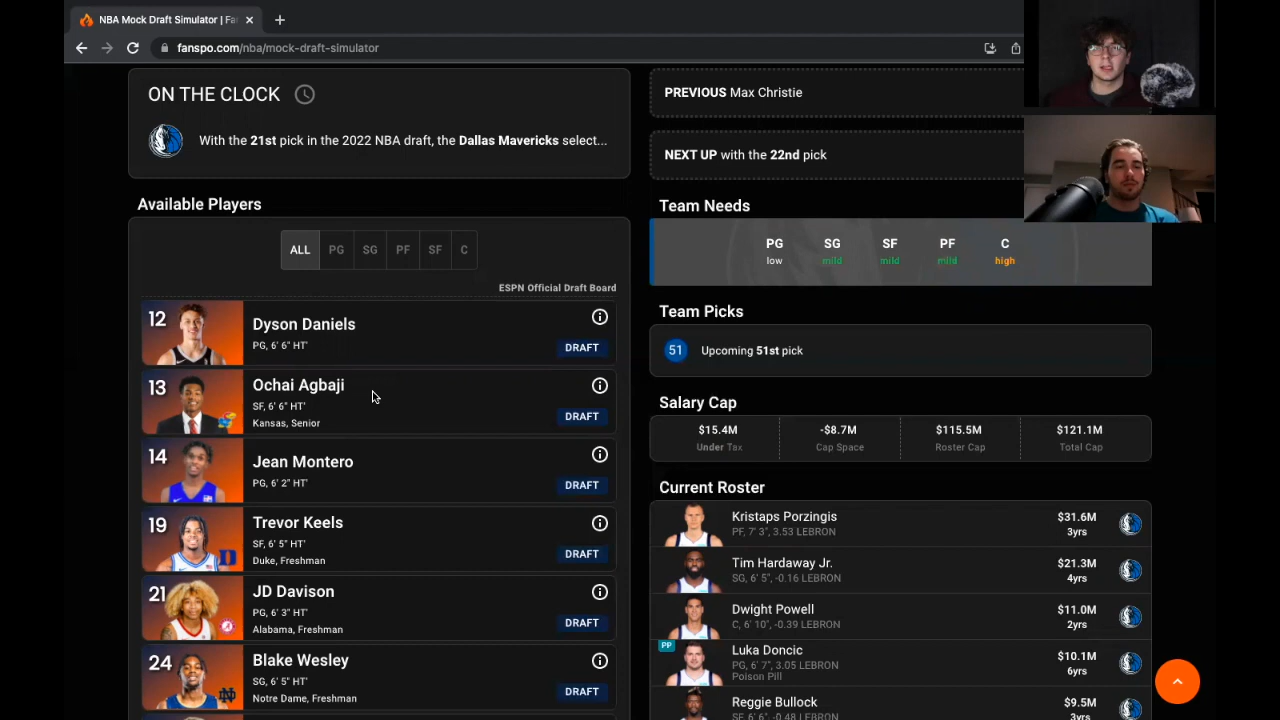 NBA Mock Draft Simulator | Fa
fanspo.com/nba/mock-draft-simulator
ON THE CLOCK
With the 21st pick in the 2022 NBA draft, the Dallas Mavericks select...
PREVIOUS Max Christie
NEXT UP with the 22nd pick
Available Players
ALL PG SG PF SF C
ESPN Official Draft Board
12
Dyson Daniels
PG, 6' 6" HT'
DRAFT
13
Ochai Agbaji
SF, 6' 6" HT'
Kansas, Senior
DRAFT
14
Jean Montero
PG, 6' 2" HT'
DRAFT
19
Trevor Keels
SF, 6' 5" HT'
Duke, Freshman
DRAFT
21
JD Davison
PG, 6' 3" HT'
Alabama, Freshman
DRAFT
24
Blake Wesley
SG, 6' 5" HT'
Notre Dame, Freshman
DRAFT
Team Needs
PG SG SF PF C
low mild mild mild high
Team Picks
51 Upcoming 51st pick
Salary Cap
$15.4M -$8.7M $115.5M $121.1M
Under Tax Cap Space Roster Cap Total Cap
Current Roster
Kristaps Porzingis $31.6M
PF, 7' 3", 3.53 LEBRON 3yrs
Tim Hardaway Jr. $21.3M
SG, 6' 5", -0.16 LEBRON 4yrs
Dwight Powell $11.0M
C, 6' 10", -0.39 LEBRON 2yrs
PP
Luka Doncic $10.1M
PG, 6' 7", 3.05 LEBRON 6yrs
Poison Pill
Reggie Bullock $9.5M
SF, 6' 6", -0.48 LEBRON 3yrs